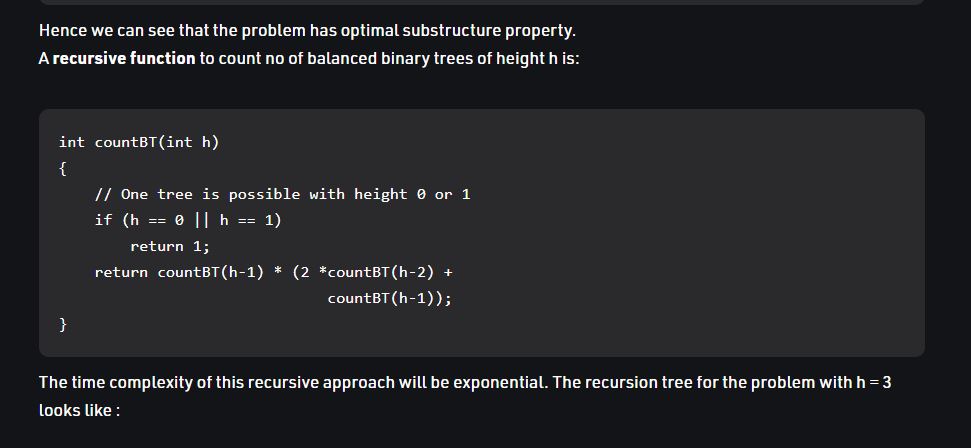 Hence we can see that the problem has optimal substructure property.
A recursive function to count no of balanced binary trees of height h is:
int countBT(int h)
{
    // One tree is possible with height 0 or 1
    if (h == 0 || h == 1)
        return 1;
    return countBT(h-1) * (2 *countBT(h-2) +
                              countBT(h-1));
}
The time complexity of this recursive approach will be exponential. The recursion tree for the problem with h = 3
looks like :